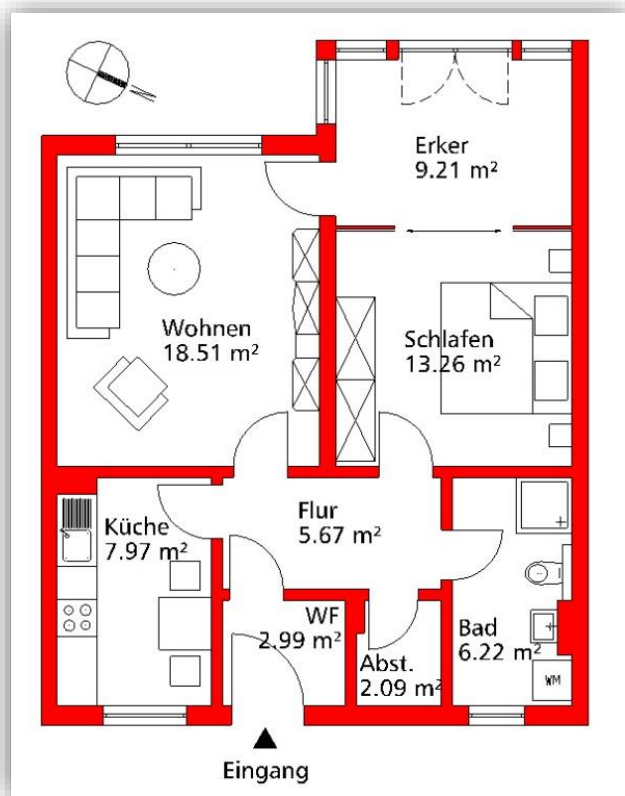 N
Erker
9.21 m²
Wohnen
18.51 m²
Schlafen
13.26 m²
Küche
7.97 m²
Flur
5.67 m²
WF
2.99 m²
Abst.
2.09 m²
Bad
6.22 m²
WM
Eingang